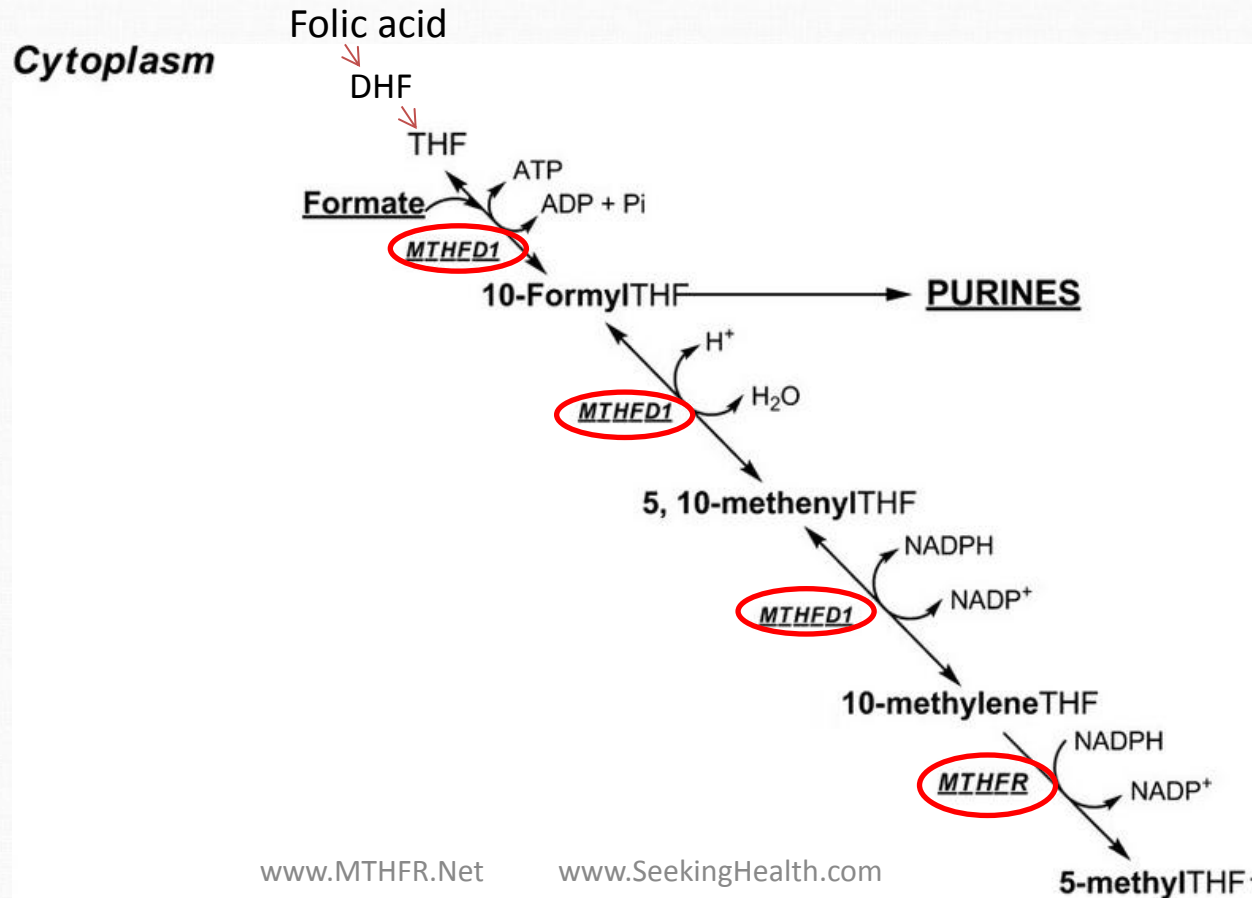 Folic acid
Cytoplasm
DHF
THF
ATP
Formate
ADP + Pi
MTHFD1
10-FormylTHF
PURINES
H⁺
MTHFD1
H₂O
5, 10-methenylTHF
NADPH
MTHFD1
NADP⁺
10-methyleneTHF
NADPH
MTHFR
NADP⁺
www.MTHFR.Net www.SeekingHealth.com
5-methylTHF